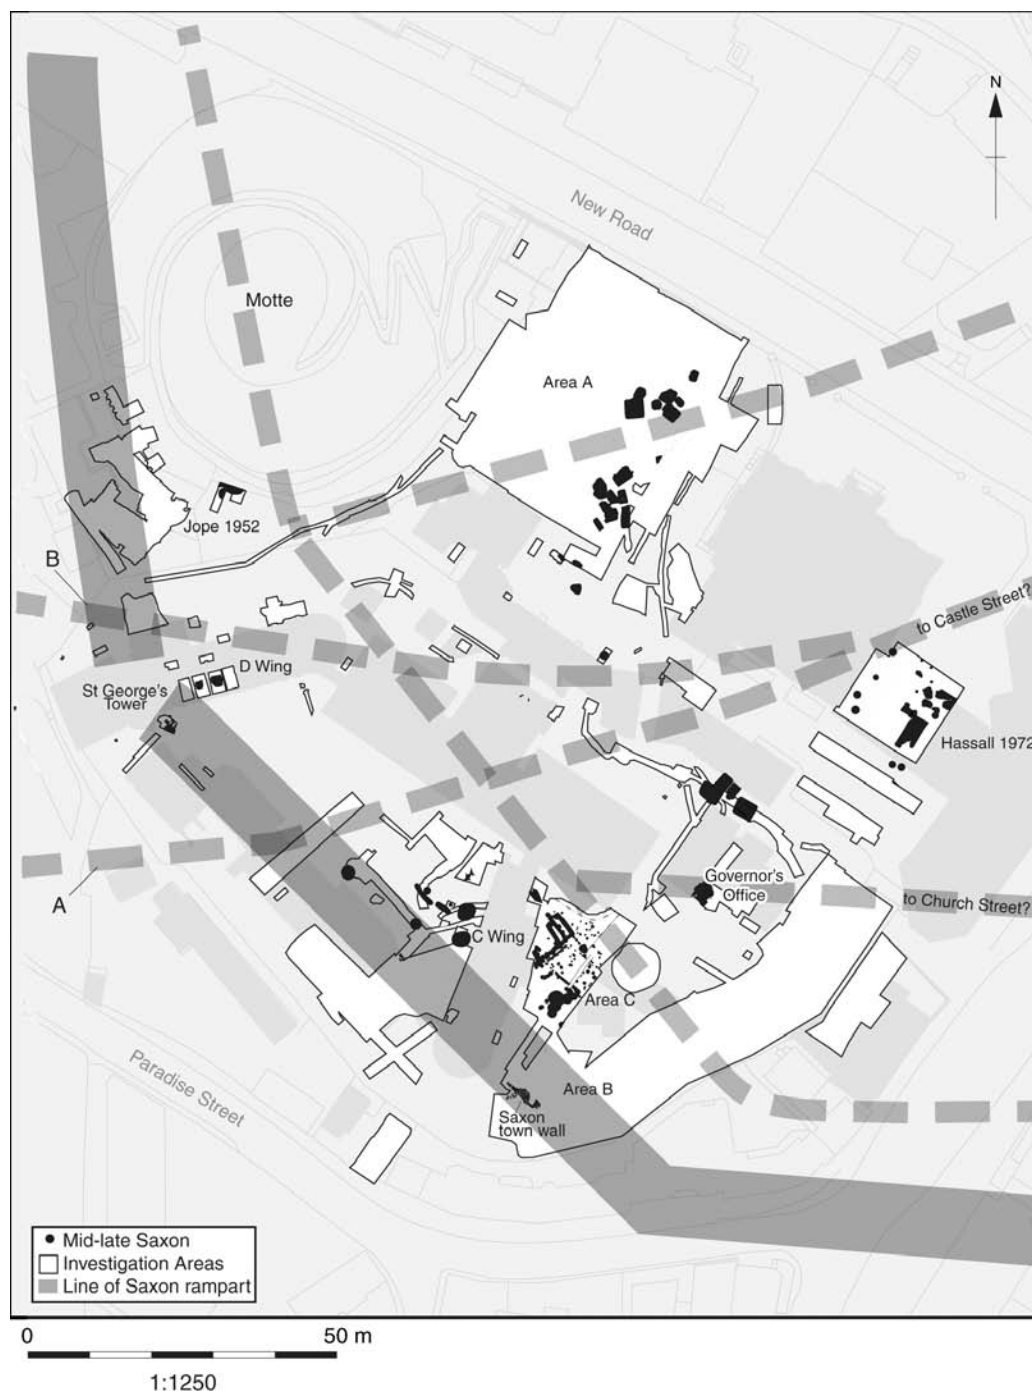 N
New Road
Motte
Area A
Jope 1952
B
to Castle Street?
D Wing
St George's
Tower
Hassall 1972
Governor's
Office
A
to Church Street?
C Wing
Area C
Paradise Street
Area B
Saxon
town wall
Mid-late Saxon
Investigation Areas
Line of Saxon rampart
0 50 m
1:1250